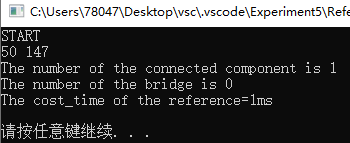 C:\Users\78047\Desktop\vsc\.vscode\Experiment5\Refe
START
50 147
The number of the connected component is 1
The number of the bridge is 0
The cost_time of the reference=1ms
请按任意键继续. . .